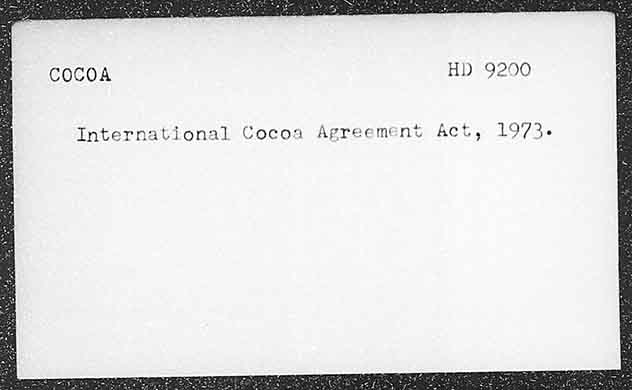 COCOA HD 9200
International Cocoa Agreement Act, 1973.